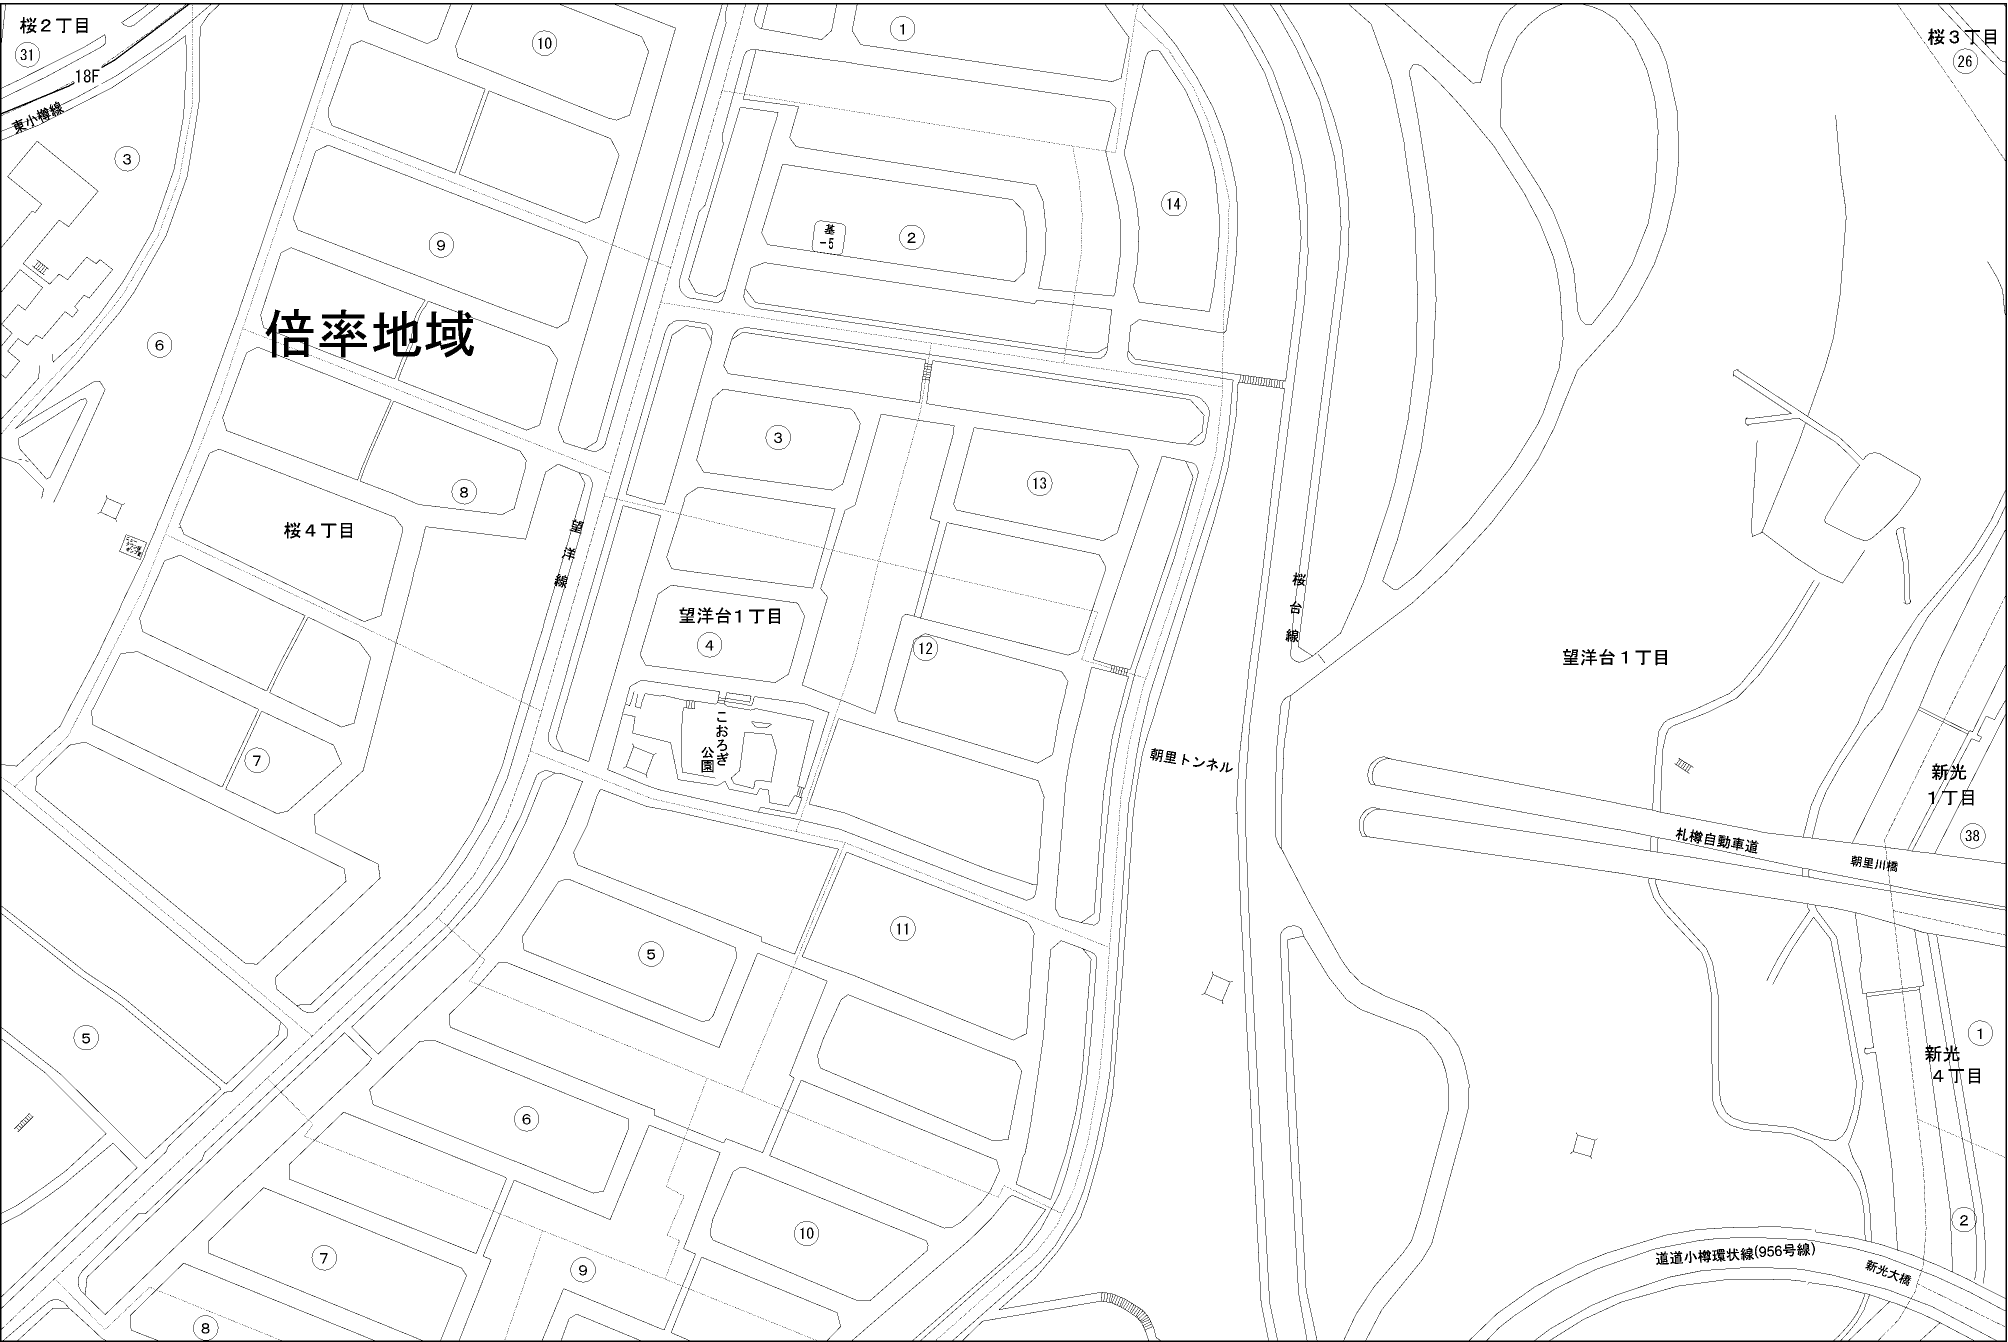 桜２丁目
31
18F
東小樽線
3
10
1
桜３丁目
26
14
9
基
-5
2
倍率地域
6
3
8
13
桜４丁目
望洋線
桜台線
望洋台１丁目
4
12
望洋台１丁目
こおろぎ
公園
7
朝里トンネル
新光
１丁目
38
札樽自動車道
朝里川橋
11
5
5
1
新光
４丁目
6
2
10
7
9
道道小樽環状線(956号線)
新光大橋
8